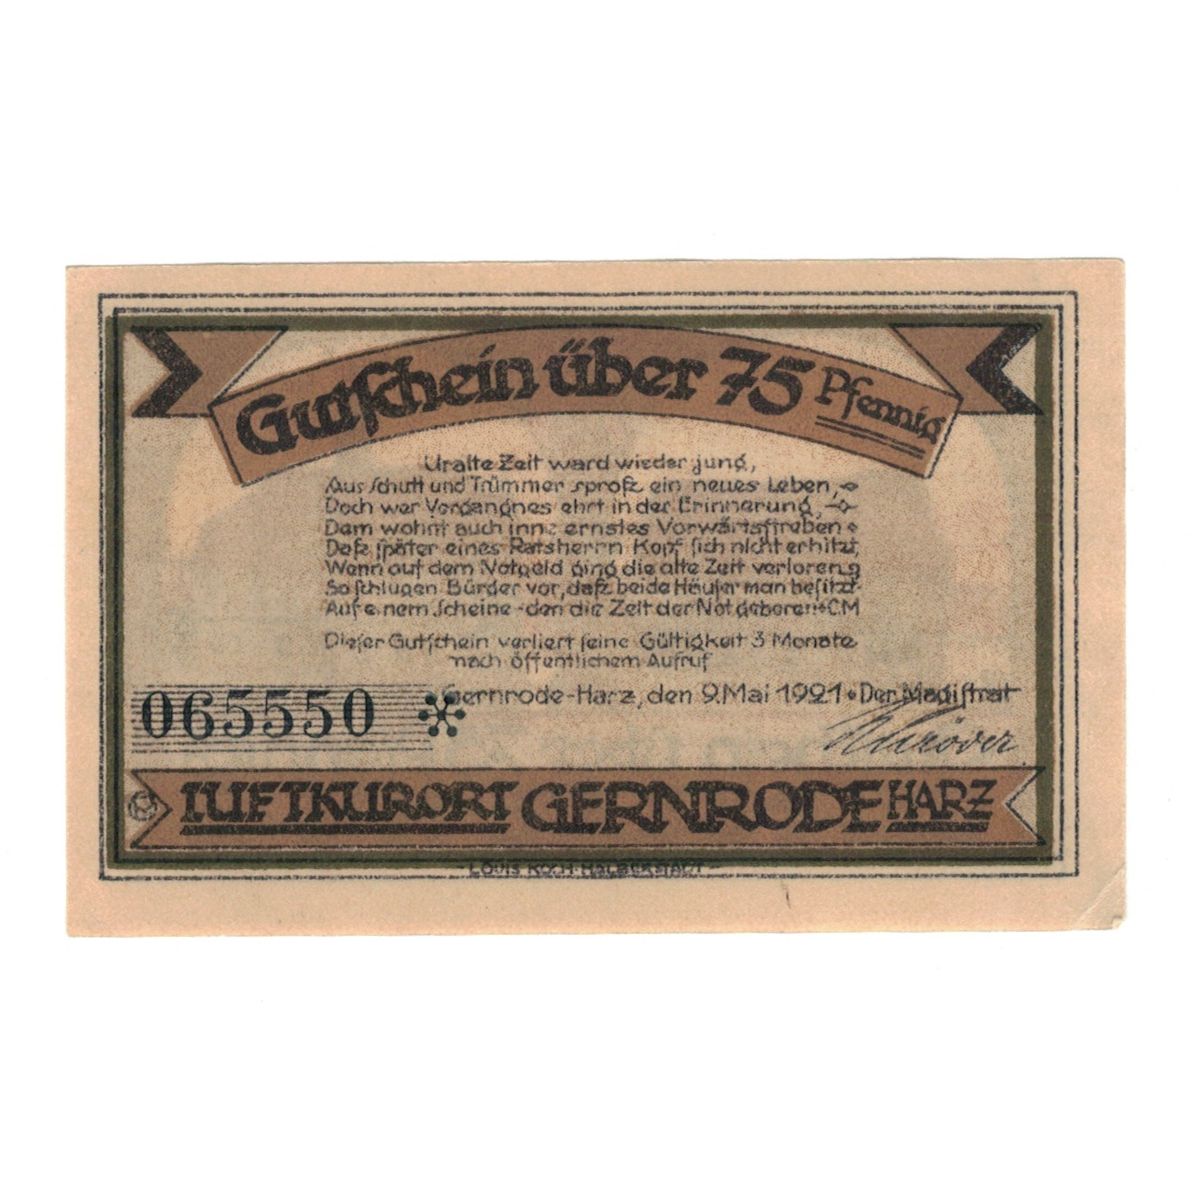 Gutschein über 75 Pfennig
Uralte Zeit ward wieder jung,
Aus Schutt und Trümmer sproß ein neues Leben,
Doch wer Vergangnes ehrt in der Erinnerung,
Dem wohnt auch inne ernstes Vorwärtsstreben
Daß später eines Ratsherrn Kopf sich nicht erhitzt,
Wenn auf dem Notgeld ging die alte Zeit verloren,
So schlugen Bürger vor, daß beide Häuser man besitzt
Auf einem Scheine - den die Zeit der Not geboren • CM
Dieser Gutschein verliert seine Gültigkeit 3 Monate
nach öffentlichem Aufruf
Gernrode-Harz, den 9. Mai 1921 • Der Magistrat
065550
LUFTKURORT GERNRODE HARZ
- LOUIS KOCH · HALBERSTADT -